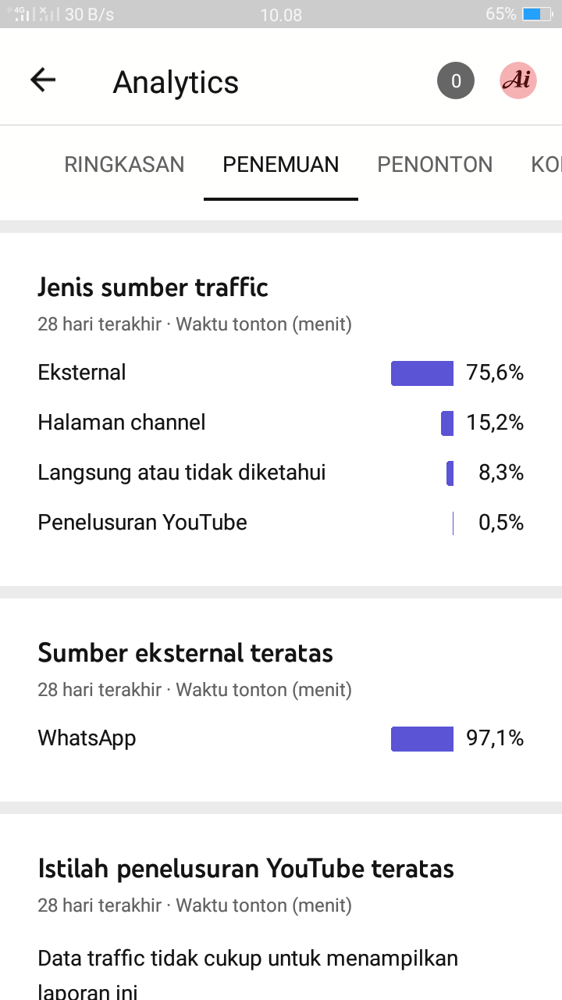 4G 30 B/s 10.08 65%
Analytics 0 Ai
RINGKASAN PENEMUAN PENONTON KO
Jenis sumber traffic
28 hari terakhir · Waktu tonton (menit)
Eksternal 75,6%
Halaman channel 15,2%
Langsung atau tidak diketahui 8,3%
Penelusuran YouTube 0,5%
Sumber eksternal teratas
28 hari terakhir · Waktu tonton (menit)
WhatsApp 97,1%
Istilah penelusuran YouTube teratas
28 hari terakhir · Waktu tonton (menit)
Data traffic tidak cukup untuk menampilkan
laporan ini